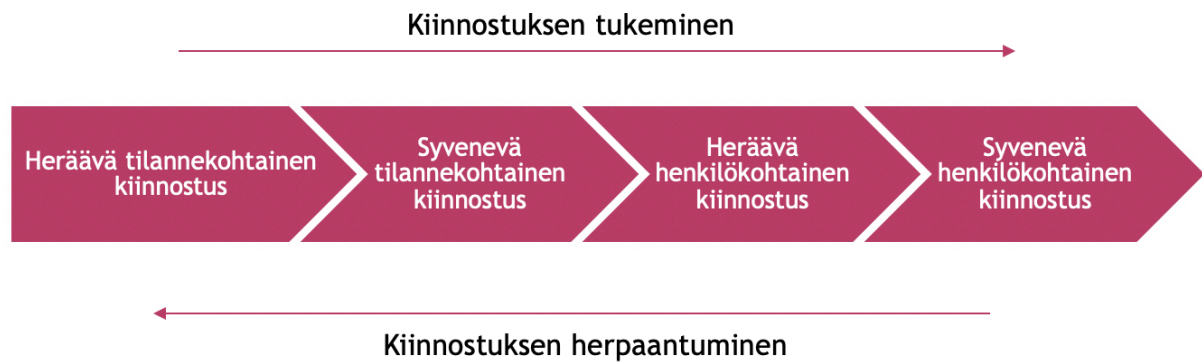 Kiinnostuksen tukeminen
Heräävä tilannekohtainen
kiinnostus
Syvenevä
tilannekohtainen
kiinnostus
Heräävä
henkilökohtainen
kiinnostus
Syvenevä
henkilökohtainen
kiinnostus
Kiinnostuksen herpaantuminen